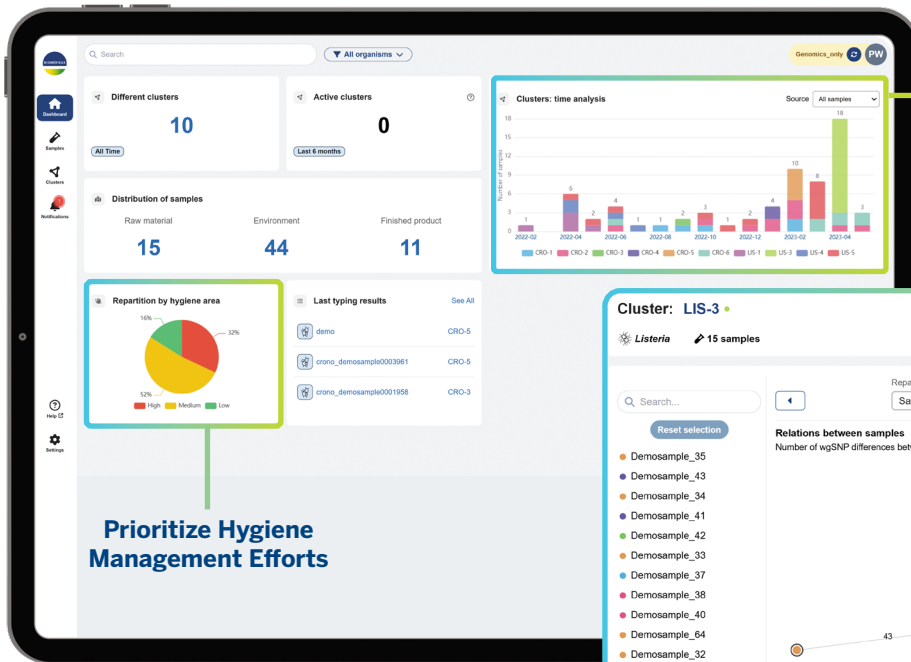 BIOMÉRIEUX
Search
All organisms
Genomics_only
PW
Dashboard
Samples
Clusters
Notifications
1
Help
Settings
Different clusters
10
All Time
Active clusters
0
Last 6 months
Distribution of samples
Raw material
Environment
Finished product
15
44
11
Clusters: time analysis
Source
All samples
Number of samples
18
15
12
9
6
3
0
1
6
2
4
1
1
2
3
1
2
4
10
8
18
3
2022-02
2022-04
2022-06
2022-08
2022-10
2022-12
2023-02
2023-04
CRO-1
CRO-2
CRO-3
CRO-4
CRO-5
CRO-6
LIS-1
LIS-3
LIS-4
LIS-5
Repartition by hygiene area
16%
32%
52%
High
Medium
Low
Last typing results
See All
demo
CRO-5
crono_demosample0003961
CRO-5
crono_demosample0001958
CRO-3
Prioritize Hygiene
Management Efforts
Cluster: LIS-3
Listeria
15 samples
Search...
Reset selection
Demosample_35
Demosample_43
Demosample_34
Demosample_41
Demosample_42
Demosample_33
Demosample_37
Demosample_38
Demosample_40
Demosample_64
Demosample_32
Repa
Sa
Relations between samples
Number of wgSNP differences bet
43